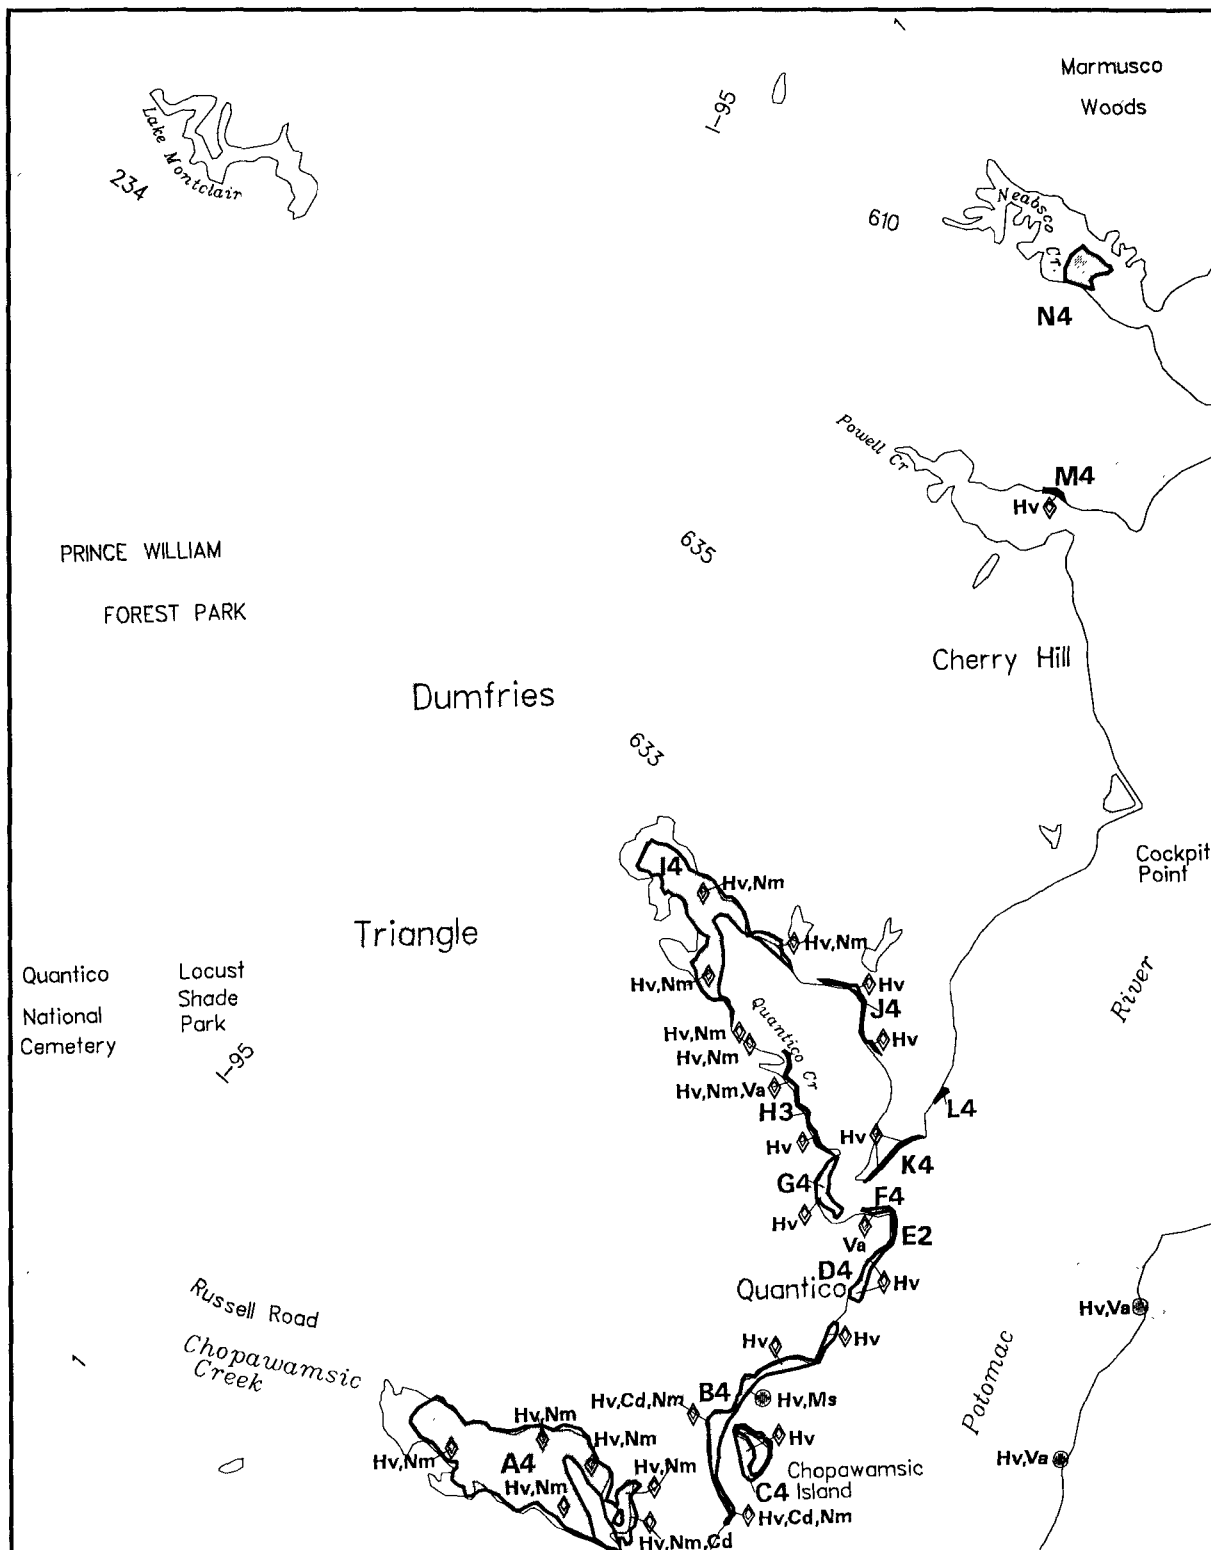 1
Marmusco
Woods
I-95
Lake Montclair
234
Neabsco
Cr.
610
N4
Powell Cr
M4
Hv
635
PRINCE WILLIAM
FOREST PARK
Cherry Hill
Dumfries
633
Cockpit
Point
I4
Hv,Nm
Triangle
Hv,Nm
Quantico
National
Cemetery
Locust
Shade
Park
Hv,Nm
Hv
J4
River
Quantico Cr
Hv,Nm
Hv
Hv,Nm
I-95
Hv,Nm,Va
H3
L4
Hv
Hv
K4
G4
F4
Hv
Va
E2
D4
Quantico
Hv
Russell Road
Hv,Va
Chopawamsic
Creek
1
Hv
Hv
Potomac
B4
Hv,Ms
Hv,Cd,Nm
Hv,Nm
Hv
Hv,Nm
Hv,Nm
A4
Hv,Nm
Hv,Nm
C4
Chopawamsic
Island
Hv,Va
Hv,Cd,Nm
Hv,Nm,Cd